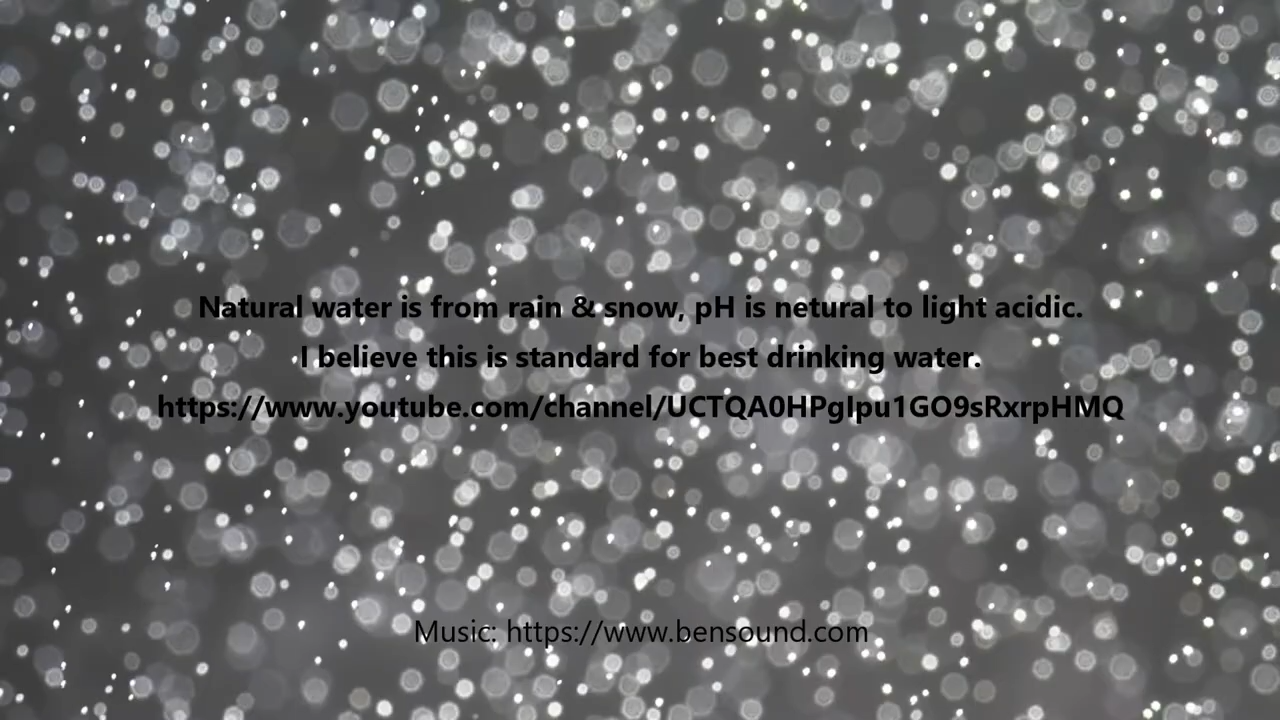 Natural water is from rain & snow, pH is netural to light acidic.
I believe this is standard for best drinking water.
https://www.youtube.com/channel/UCTQA0HPgIpu1GO9sRxrpHMQ
Music: https://www.bensound.com